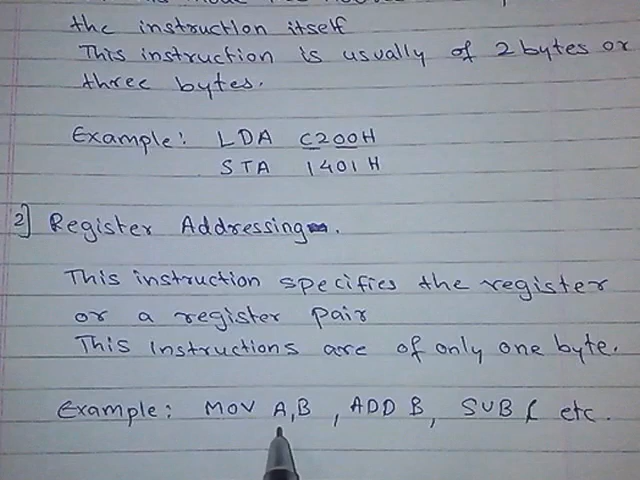 the instruction itself
This instruction is usually of 2 bytes or
three bytes.
Example: LDA C200H
STA 1401H
2] Register Addressing.
This instruction specifies the register
or a register pair
This instructions are of only one byte.
Example: MOV A,B , ADD B, SUB C etc.